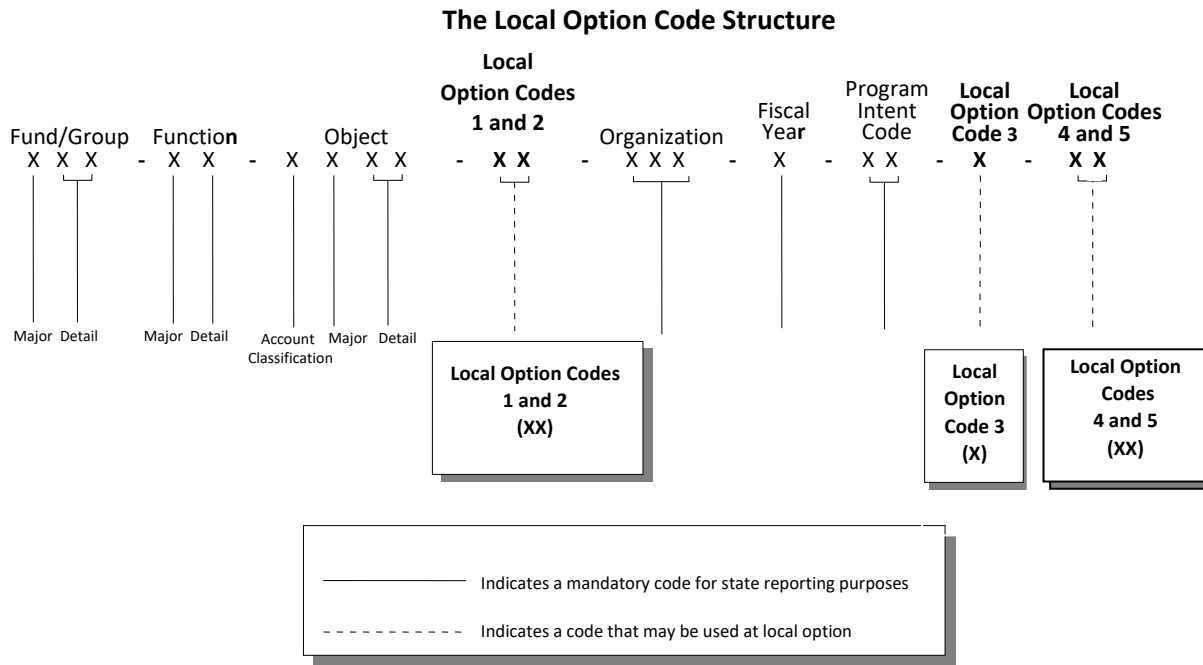 The Local Option Code Structure
Local
Option Codes
1 and 2
Fund/Group
Function
Object
Organization
Fiscal
Year
Program
Intent
Code
Local
Option
Code 3
Local
Option Codes
4 and 5
X X X - X X - X X X X - X X - X X X - X - X X - X - X X
Major Detail
Major Detail
Account
Classification
Major Detail
Local Option Codes
1 and 2
(XX)
Local
Option
Code 3
(X)
Local Option
Codes
4 and 5
(XX)
Indicates a mandatory code for state reporting purposes
Indicates a code that may be used at local option